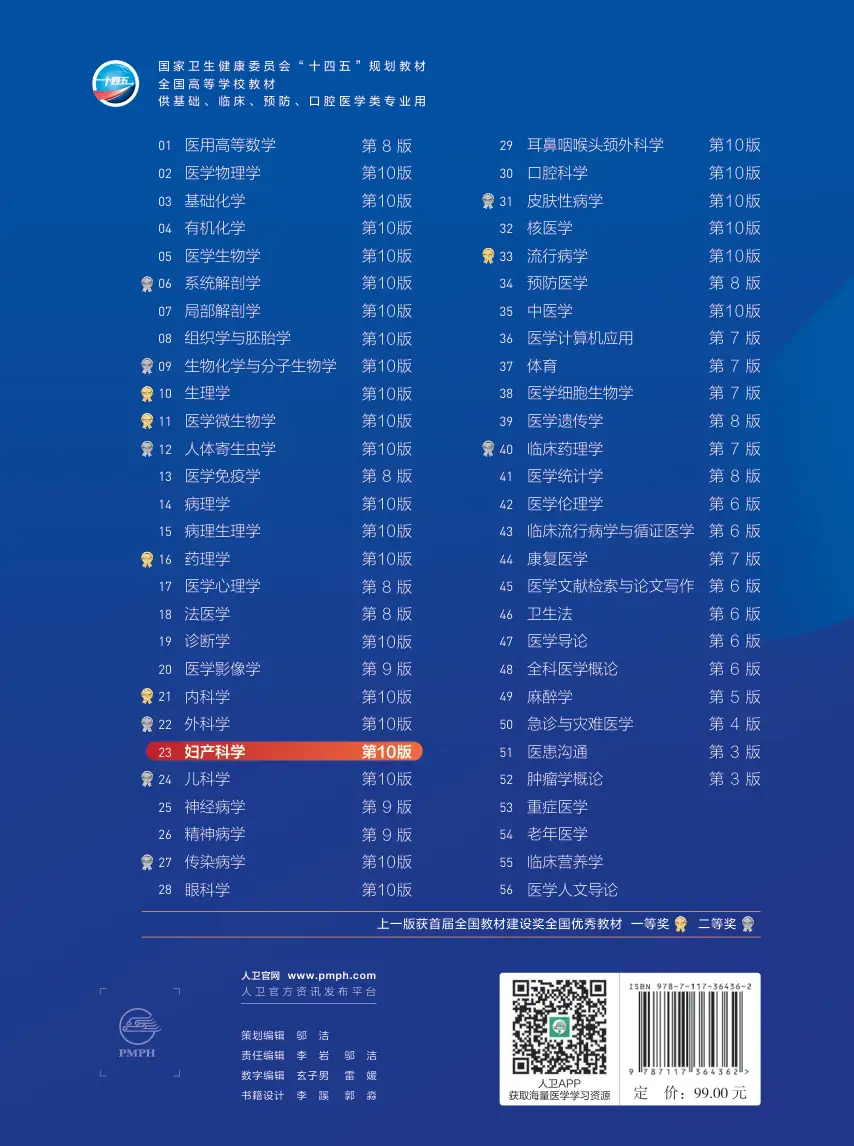 国家卫生健康委员会“十四五”规划教材
全国高等学校教材
供基础、临床、预防、口腔医学类专业用
一十四五
01 医用高等数学 第 8 版
02 医学物理学 第10版
03 基础化学 第10版
04 有机化学 第10版
05 医学生物学 第10版
06 系统解剖学 第10版
07 局部解剖学 第10版
08 组织学与胚胎学 第10版
09 生物化学与分子生物学 第10版
10 生理学 第10版
11 医学微生物学 第10版
12 人体寄生虫学 第10版
13 医学免疫学 第 8 版
14 病理学 第10版
15 病理生理学 第10版
16 药理学 第10版
17 医学心理学 第 8 版
18 法医学 第 8 版
19 诊断学 第10版
20 医学影像学 第 9 版
21 内科学 第10版
22 外科学 第10版
23 妇产科学 第10版
24 儿科学 第10版
25 神经病学 第 9 版
26 精神病学 第 9 版
27 传染病学 第10版
28 眼科学 第10版
29 耳鼻咽喉头颈外科学 第10版
30 口腔科学 第10版
31 皮肤性病学 第10版
32 核医学 第10版
33 流行病学 第10版
34 预防医学 第 8 版
35 中医学 第10版
36 医学计算机应用 第 7 版
37 体育 第 7 版
38 医学细胞生物学 第 7 版
39 医学遗传学 第 8 版
40 临床药理学 第 7 版
41 医学统计学 第 8 版
42 医学伦理学 第 6 版
43 临床流行病学与循证医学 第 6 版
44 康复医学 第 7 版
45 医学文献检索与论文写作 第 6 版
46 卫生法 第 6 版
47 医学导论 第 6 版
48 全科医学概论 第 6 版
49 麻醉学 第 5 版
50 急诊与灾难医学 第 4 版
51 医患沟通 第 3 版
52 肿瘤学概论 第 3 版
53 重症医学
54 老年医学
55 临床营养学
56 医学人文导论
上一版获首届全国教材建设奖全国优秀教材 一等奖 二等奖
人卫官网 www.pmph.com
人卫官方资讯发布平台
PMPH
策划编辑 邬 洁
责任编辑 李 岩 邬 洁
数字编辑 玄子男 雷 媛
书籍设计 李 蹊 郭 淼
人卫APP
获取海量医学学习资源
ISBN 978-7-117-36436-2
9 787117 364362 >
定 价：99.00 元